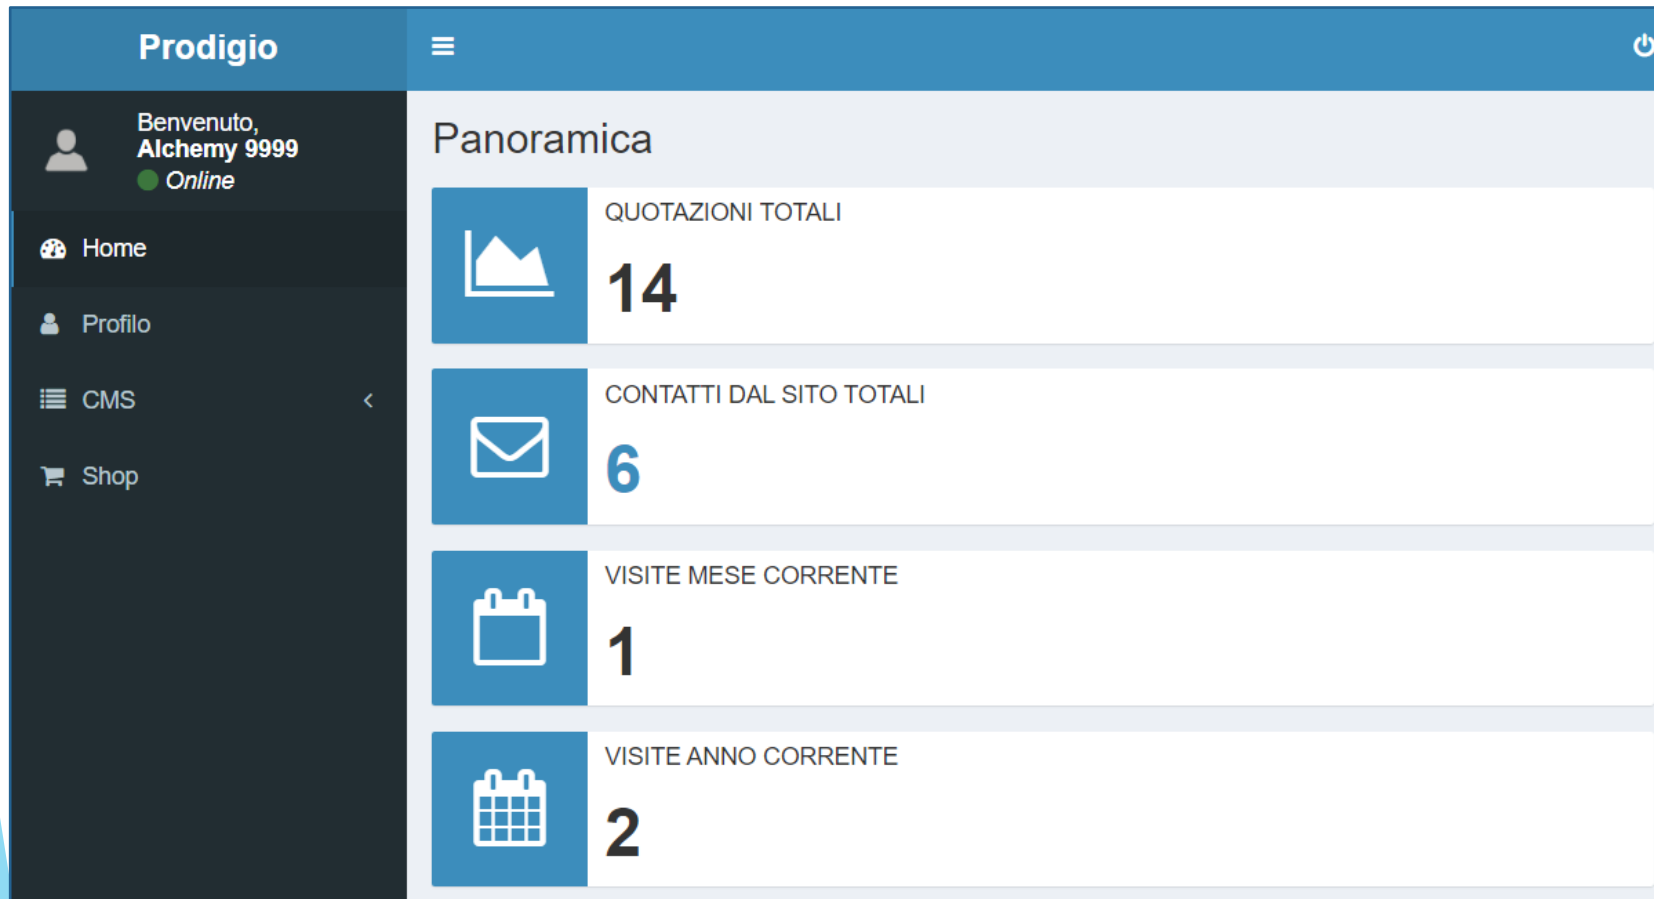 Prodigio
Benvenuto,
Alchemy 9999
Online
Home
Profilo
CMS
Shop
Panoramica
QUOTAZIONI TOTALI
14
CONTATTI DAL SITO TOTALI
6
VISITE MESE CORRENTE
1
VISITE ANNO CORRENTE
2